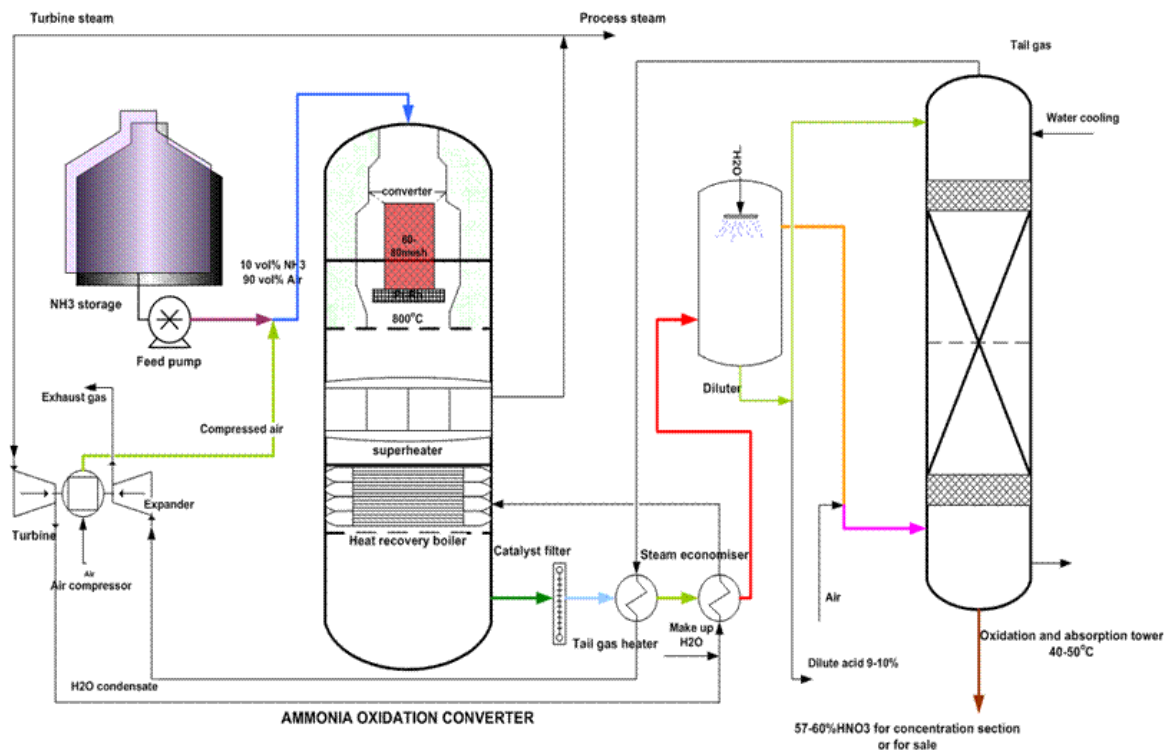 Turbine steam
Process steam
Tail gas
Water cooling
H2O
converter
60-
80mesh
10 vol% NH3
90 vol% Air
Pt-Rh
800°C
NH3 storage
Feed pump
Diluter
Exhaust gas
Compressed air
superheater
Expander
Turbine
Heat recovery boiler
Catalyst filter
Steam economiser
Air
Air compressor
Air
Make up
H2O
Tail gas heater
Oxidation and absorption tower
40-50°C
Dilute acid 9-10%
H2O condensate
AMMONIA OXIDATION CONVERTER
57-60%HNO3 for concentration section
or for sale